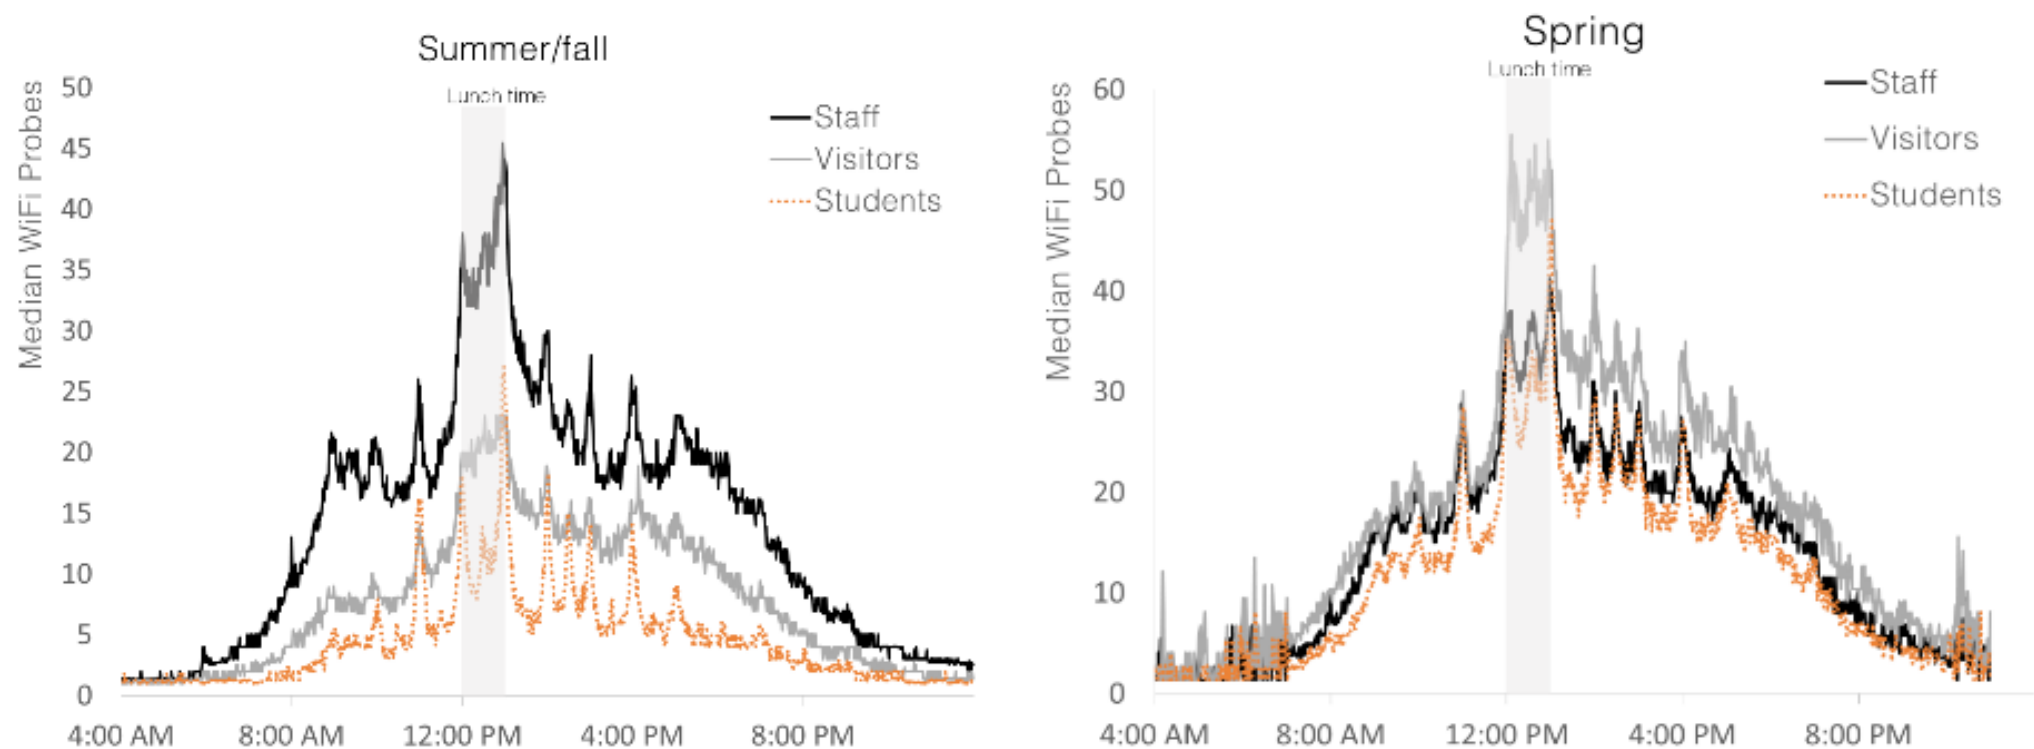 Summer/fall
Lunch time
Median WiFi Probes
50
45
40
35
30
25
20
15
10
5
0
4:00 AM 8:00 AM 12:00 PM 4:00 PM 8:00 PM
Staff
Visitors
Students
Spring
Lunch time
Median WiFi Probes
60
50
40
30
20
10
0
4:00 AM 8:00 AM 12:00 PM 4:00 PM 8:00 PM
Staff
Visitors
Students